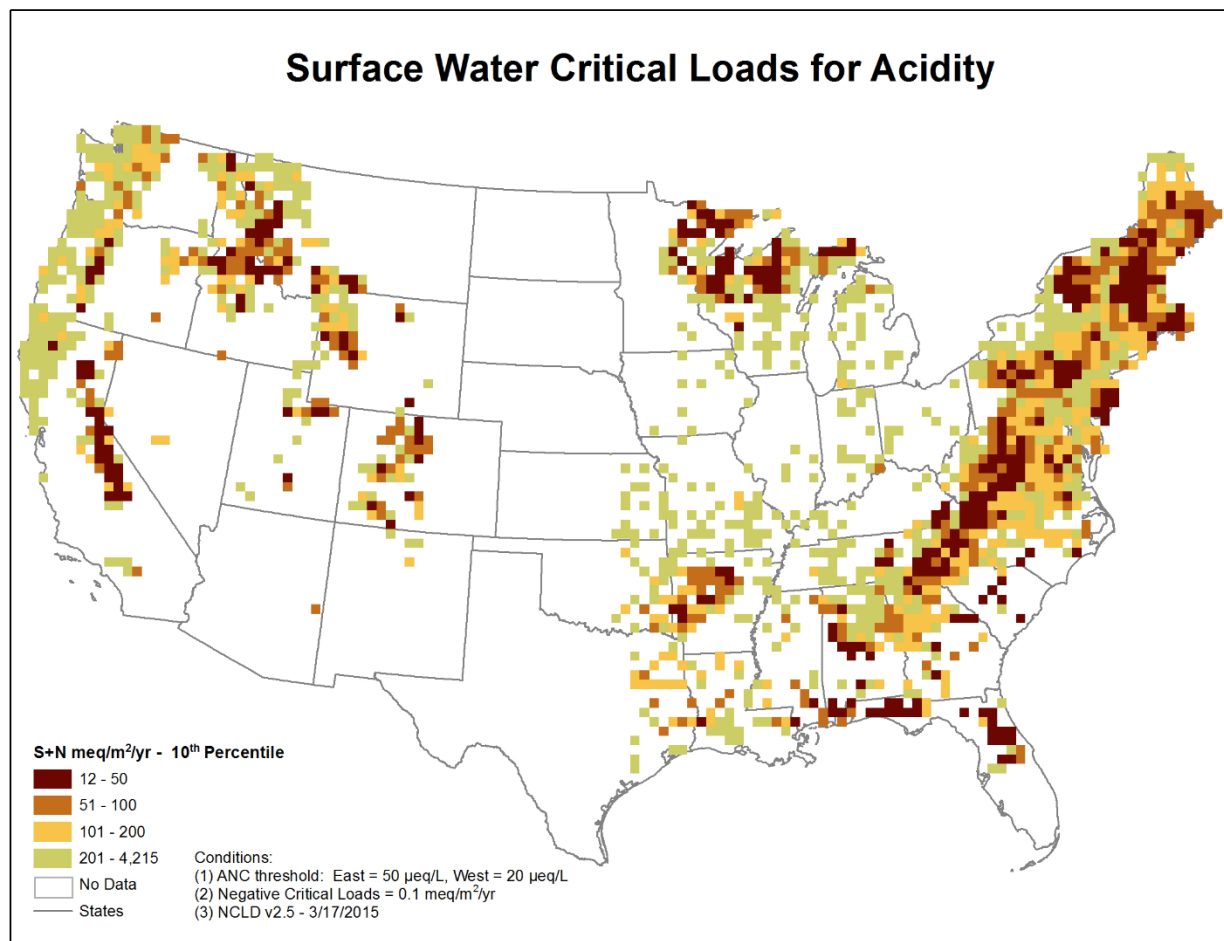 Surface Water Critical Loads for Acidity
S+N meq/m²/yr - 10th Percentile
12 - 50
51 - 100
101 - 200
201 - 4,215
No Data
States
Conditions:
(1) ANC threshold: East = 50 µeq/L, West = 20 µeq/L
(2) Negative Critical Loads = 0.1 meq/m²/yr
(3) NCLD v2.5 - 3/17/2015